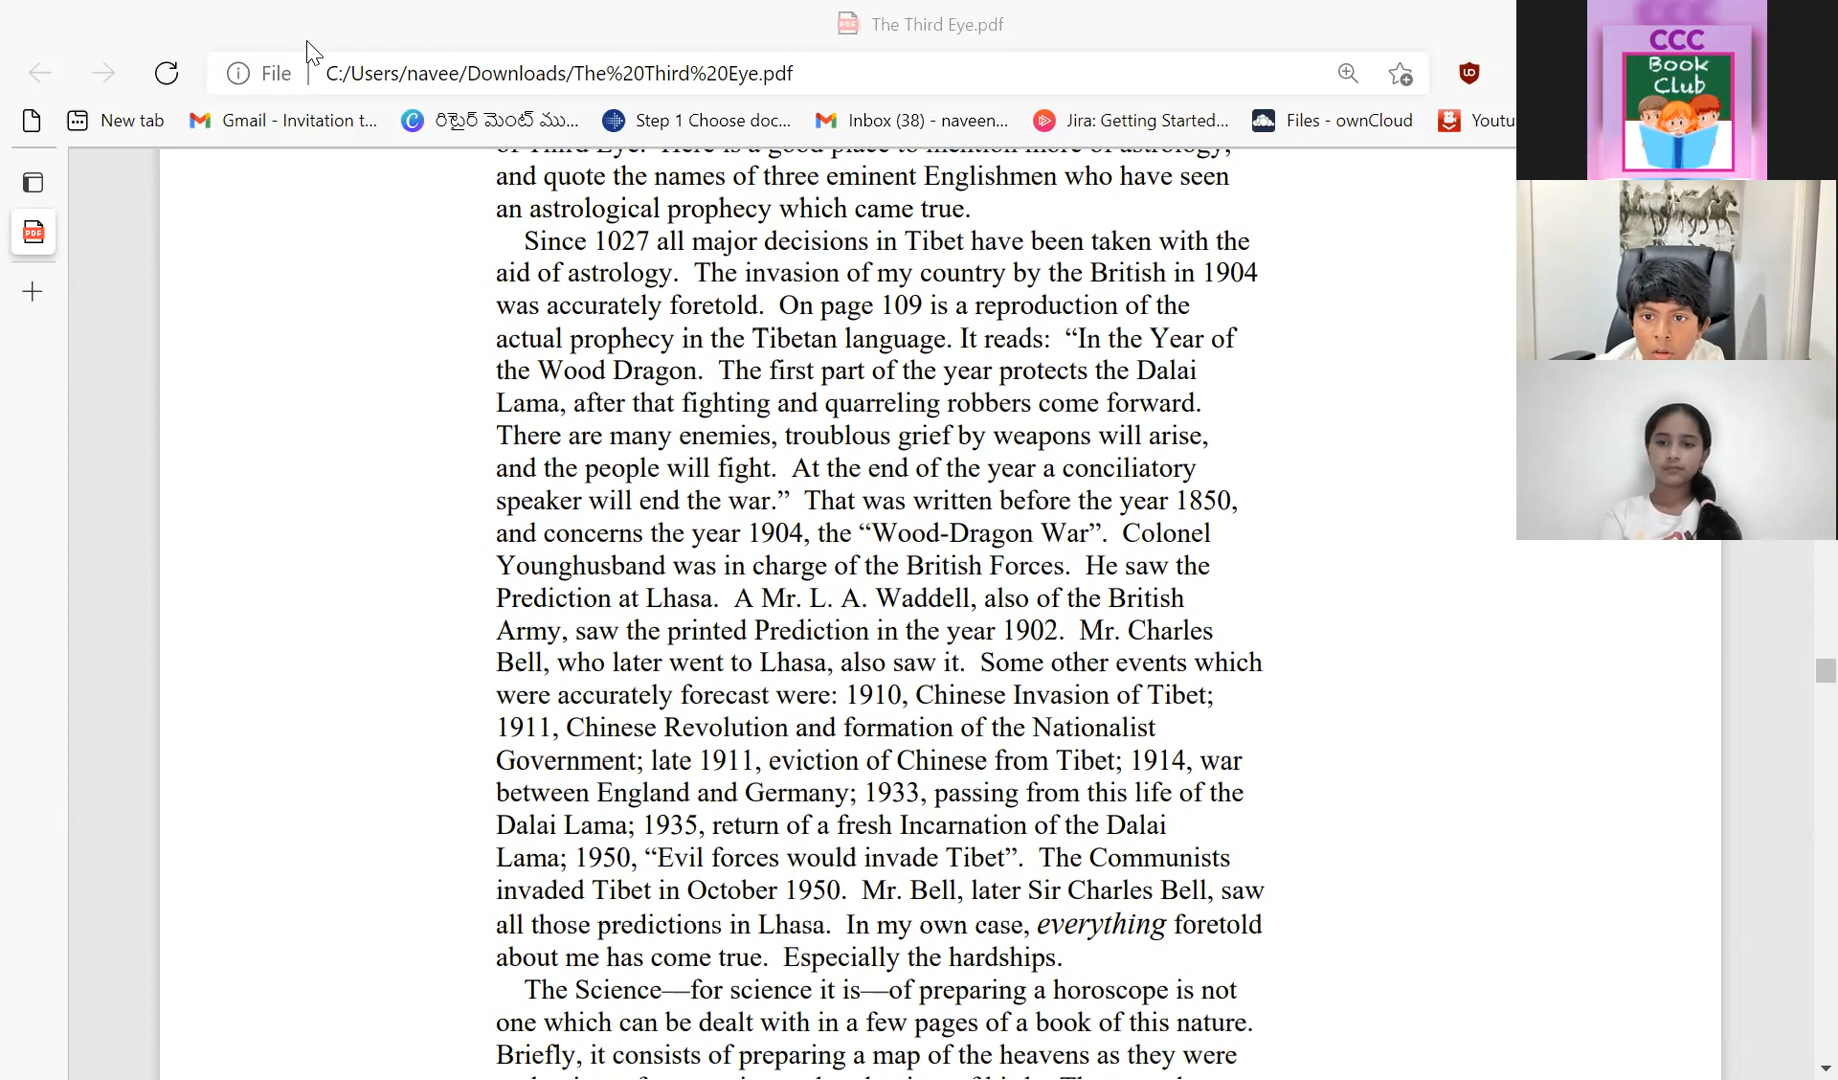 The Third Eye.pdf
File
C:/Users/navee/Downloads/The%20Third%20Eye.pdf
New tab
Gmail - Invitation t...
రిటైర్ మెంట్ ము...
Step 1 Choose doc...
Inbox (38) - naveen...
Jira: Getting Started...
Files - ownCloud
Youtu
CCC
Book
Club
of Third Eye. Here is a good place to mention more of astrology,
and quote the names of three eminent Englishmen who have seen
an astrological prophecy which came true.
Since 1027 all major decisions in Tibet have been taken with the
aid of astrology. The invasion of my country by the British in 1904
was accurately foretold. On page 109 is a reproduction of the
actual prophecy in the Tibetan language. It reads: “In the Year of
the Wood Dragon. The first part of the year protects the Dalai
Lama, after that fighting and quarreling robbers come forward.
There are many enemies, troublous grief by weapons will arise,
and the people will fight. At the end of the year a conciliatory
speaker will end the war.” That was written before the year 1850,
and concerns the year 1904, the “Wood-Dragon War”. Colonel
Younghusband was in charge of the British Forces. He saw the
Prediction at Lhasa. A Mr. L. A. Waddell, also of the British
Army, saw the printed Prediction in the year 1902. Mr. Charles
Bell, who later went to Lhasa, also saw it. Some other events which
were accurately forecast were: 1910, Chinese Invasion of Tibet;
1911, Chinese Revolution and formation of the Nationalist
Government; late 1911, eviction of Chinese from Tibet; 1914, war
between England and Germany; 1933, passing from this life of the
Dalai Lama; 1935, return of a fresh Incarnation of the Dalai
Lama; 1950, “Evil forces would invade Tibet”. The Communists
invaded Tibet in October 1950. Mr. Bell, later Sir Charles Bell, saw
all those predictions in Lhasa. In my own case, everything foretold
about me has come true. Especially the hardships.
The Science—for science it is—of preparing a horoscope is not
one which can be dealt with in a few pages of a book of this nature.
Briefly, it consists of preparing a map of the heavens as they were